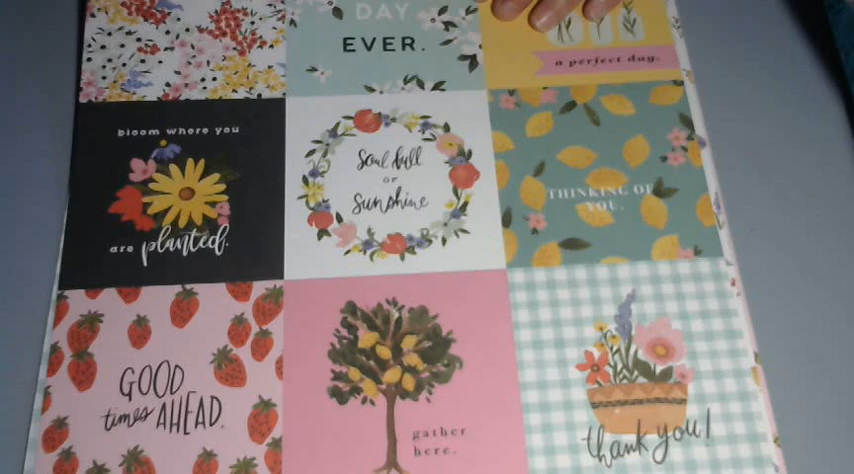 DAY
EVER.
a perfect day.
bloom where you
are planted.
Soul full
OF
Sunshine
THINKING OF
YOU.
GOOD
times AHEAD.
gather
here.
thank you!